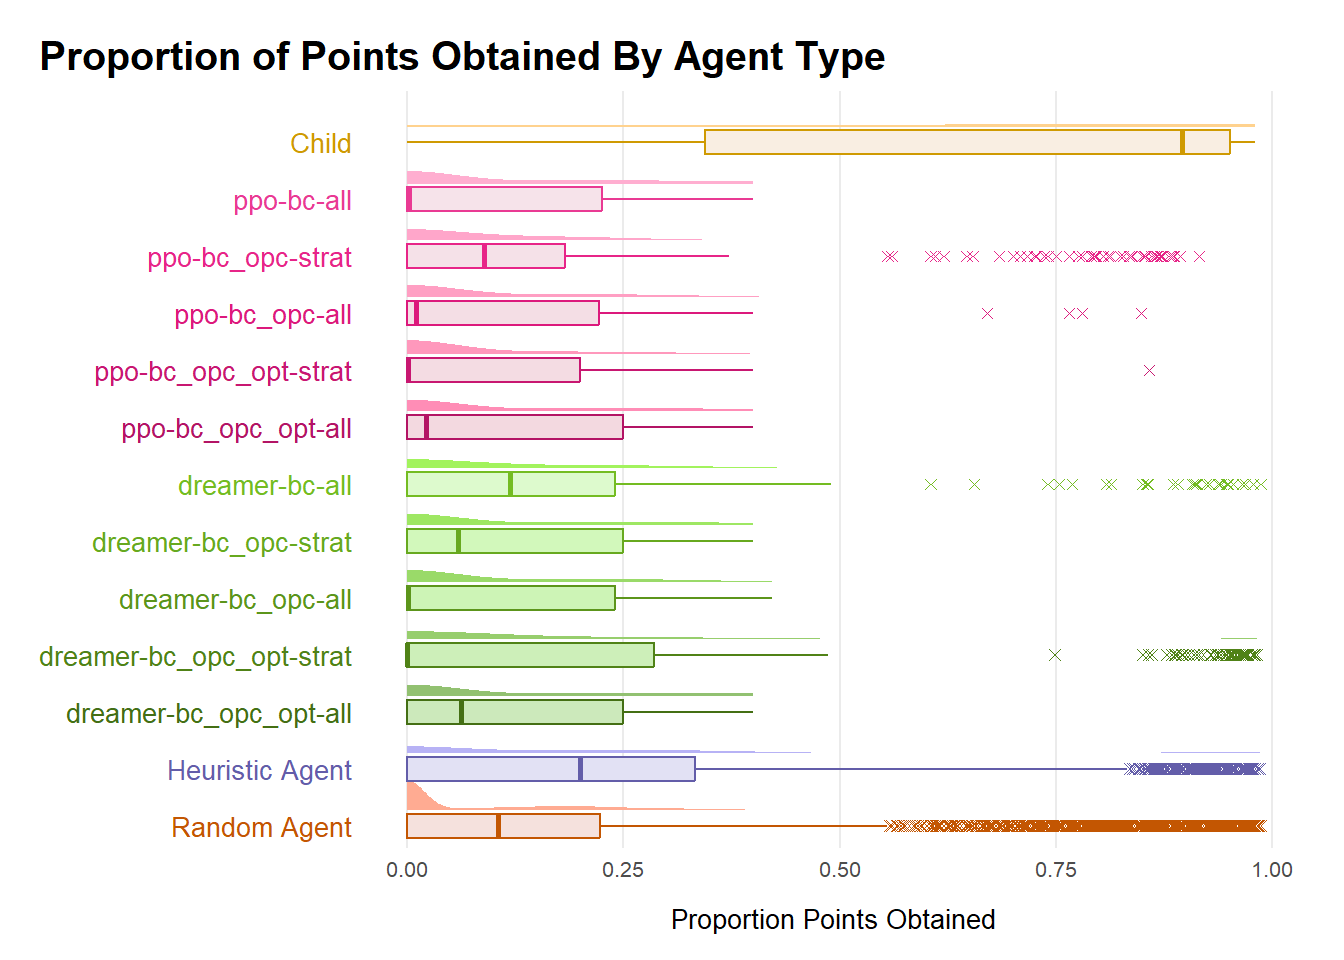 Proportion of Points Obtained By Agent Type
Child
ppo-bc-all
ppo-bc_opc-strat
ppo-bc_opc-all
ppo-bc_opc_opt-strat
ppo-bc_opc_opt-all
dreamer-bc-all
dreamer-bc_opc-strat
dreamer-bc_opc-all
dreamer-bc_opc_opt-strat
dreamer-bc_opc_opt-all
Heuristic Agent
Random Agent
0.00 0.25 0.50 0.75 1.00
Proportion Points Obtained